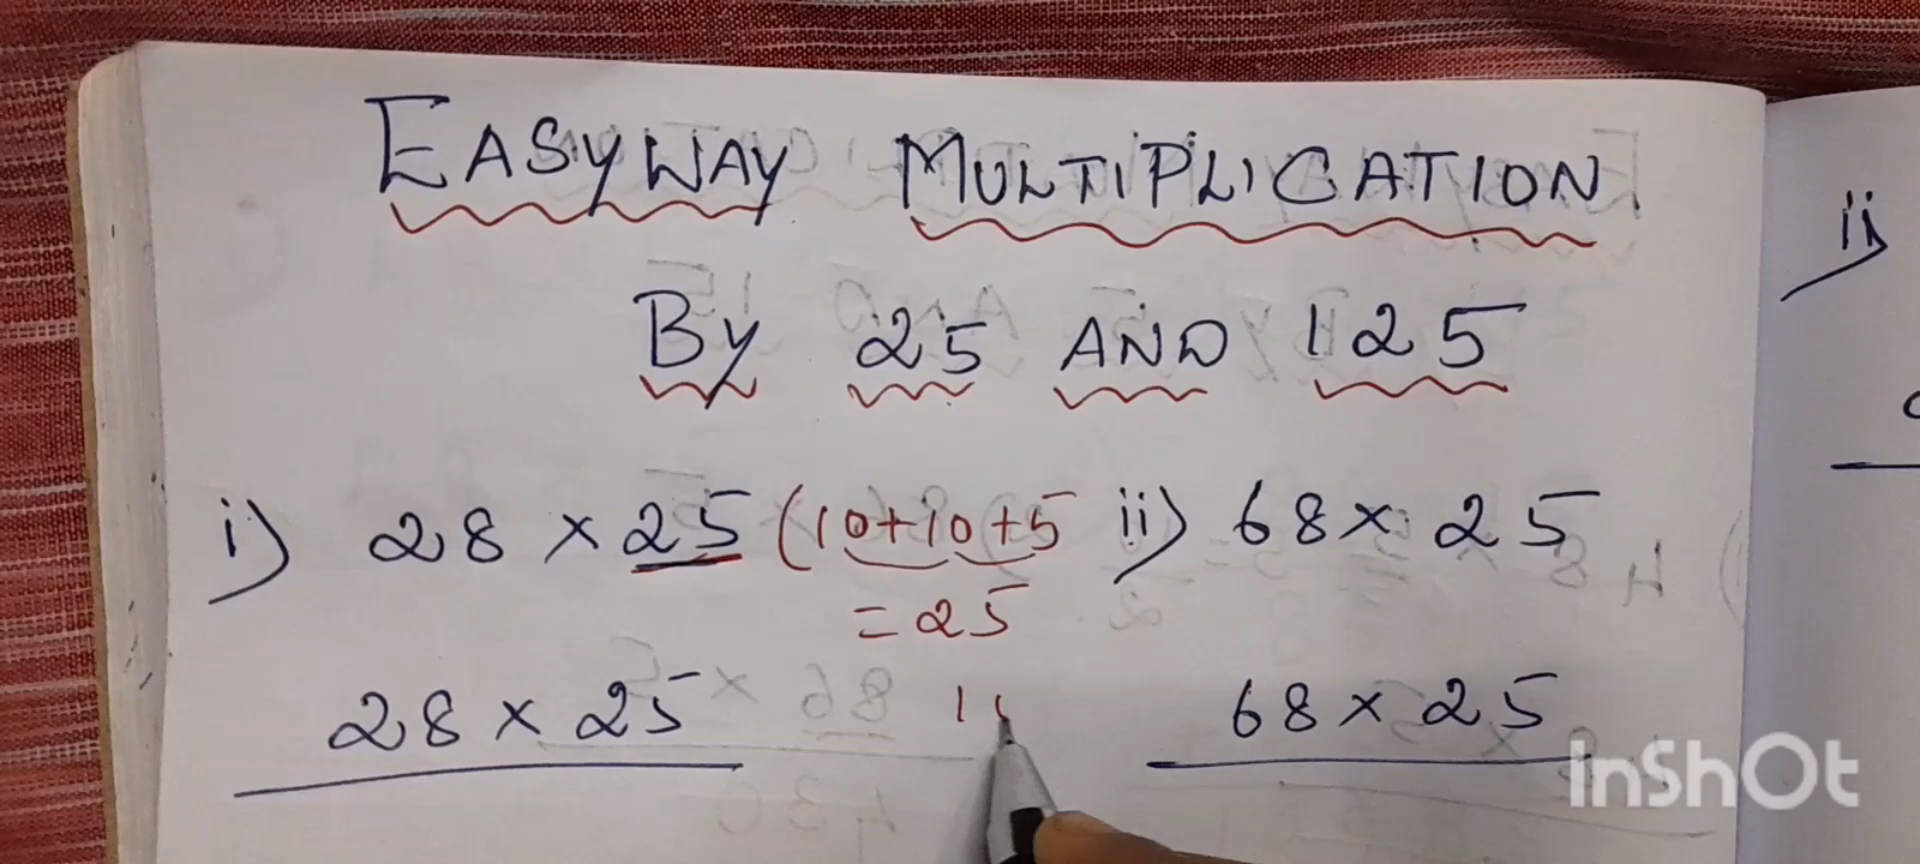 EASYWAY MULTIPLICATION
BY 25 AND 125
i) 28 × 25 (10+10+5
= 25
ii) 68 × 25
28 × 25
68 × 25
ii)
InShOt